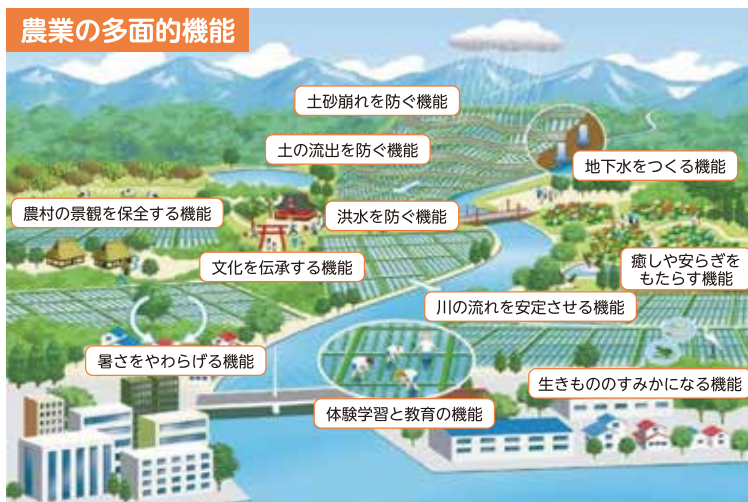 農業の多面的機能
土砂崩れを防ぐ機能
土の流出を防ぐ機能
地下水をつくる機能
農村の景観を保全する機能
洪水を防ぐ機能
文化を伝承する機能
癒しや安らぎを
もたらす機能
川の流れを安定させる機能
暑さをやわらげる機能
生きもののすみかになる機能
体験学習と教育の機能